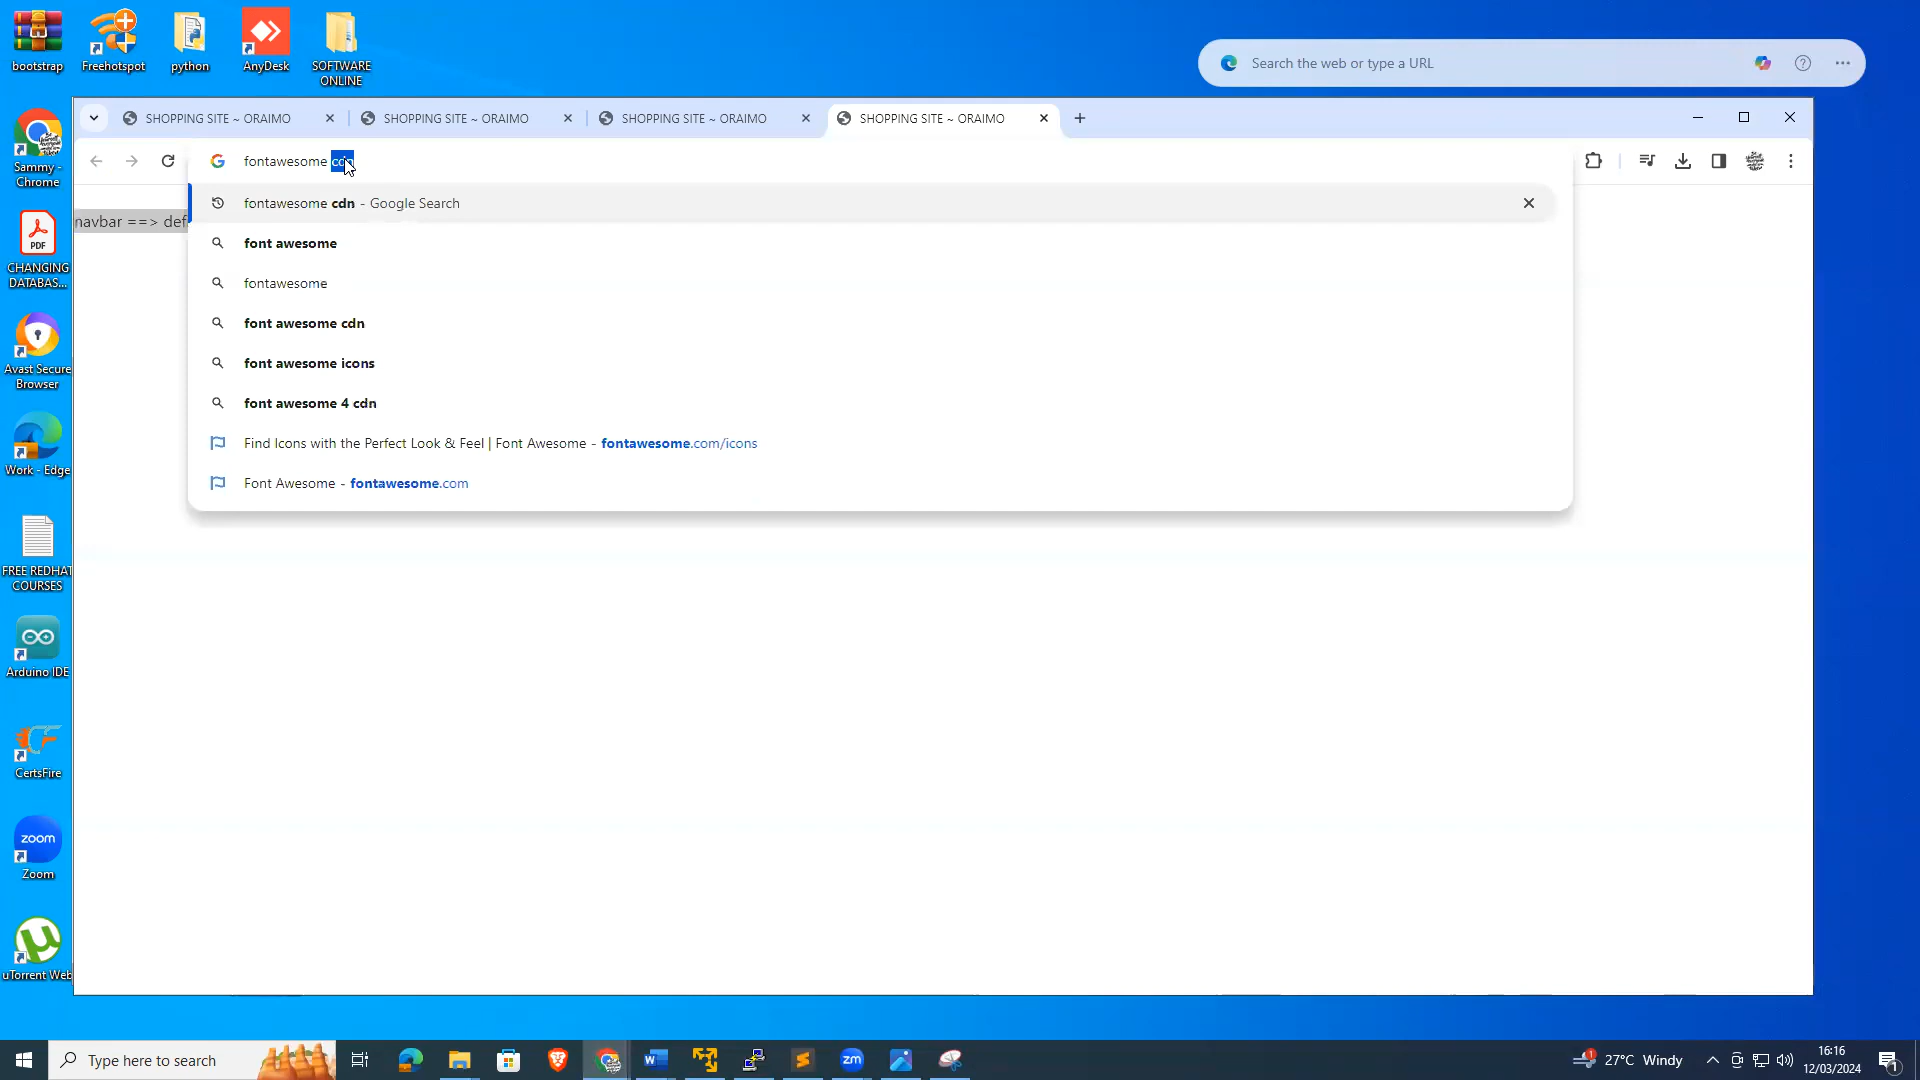 bootstrap
Freehotspot
python
AnyDesk
SOFTWARE
ONLINE
Search the web or type a URL
Sammy -
Chrome
PDF
CHANGING
DATABAS...
Avast Secure
Browser
Work - Edge
FREE REDHAT
COURSES
Arduino IDE
CertsFire
zoom
Zoom
uTorrent Web
SHOPPING SITE ~ ORAIMO
SHOPPING SITE ~ ORAIMO
SHOPPING SITE ~ ORAIMO
SHOPPING SITE ~ ORAIMO
fontawesome cdn
navbar ==> def
fontawesome cdn - Google Search
font awesome
fontawesome
font awesome cdn
font awesome icons
font awesome 4 cdn
Find Icons with the Perfect Look & Feel | Font Awesome - fontawesome.com/icons
Font Awesome - fontawesome.com
Type here to search
zm
1
27°C Windy
16:16
12/03/2024
1